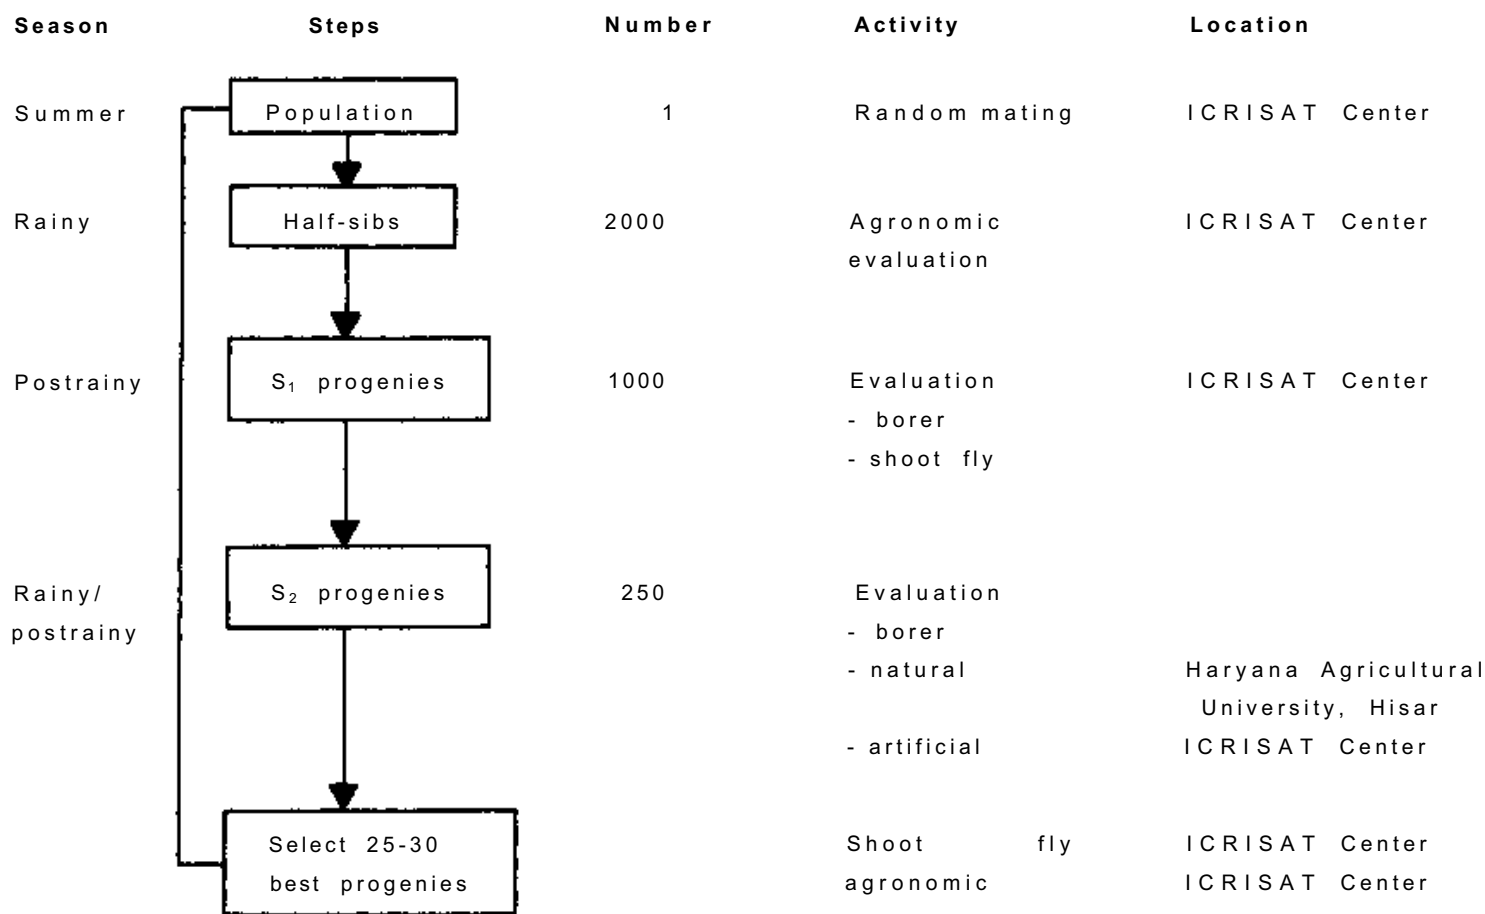 Season Steps Number Activity Location
Summer Population 1 Random mating ICRISAT Center
Rainy Half-sibs 2000 Agronomic ICRISAT Center
evaluation
Postrainy S₁ progenies 1000 Evaluation ICRISAT Center
- borer
- shoot fly
Rainy/ S₂ progenies 250 Evaluation
postrainy - borer
- natural Haryana Agricultural
University, Hisar
- artificial ICRISAT Center
Select 25-30 Shoot fly ICRISAT Center
best progenies agronomic ICRISAT Center